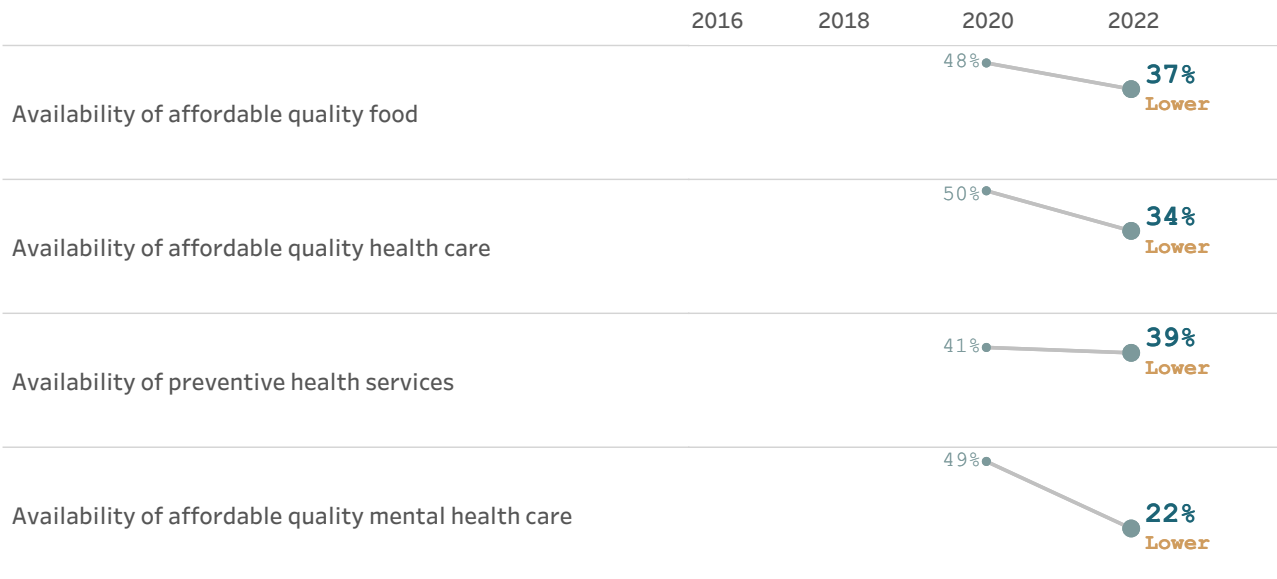 2016 2018 2020 2022
48%
37%
Lower
Availability of affordable quality food
50%
34%
Lower
Availability of affordable quality health care
41%
39%
Lower
Availability of preventive health services
49%
22%
Lower
Availability of affordable quality mental health care